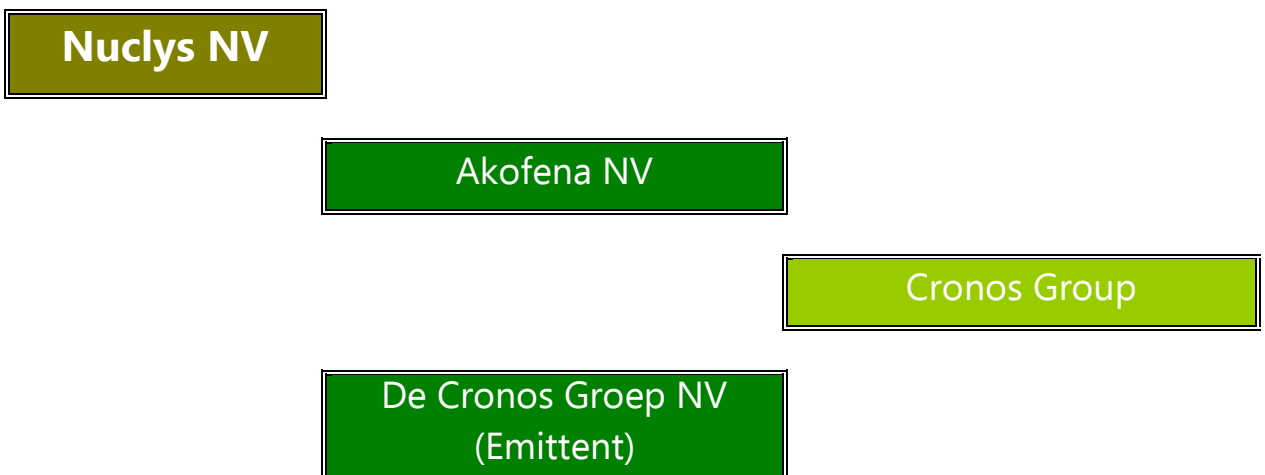 Nuclys NV
Akofena NV
Cronos Group
De Cronos Groep NV
(Emittent)